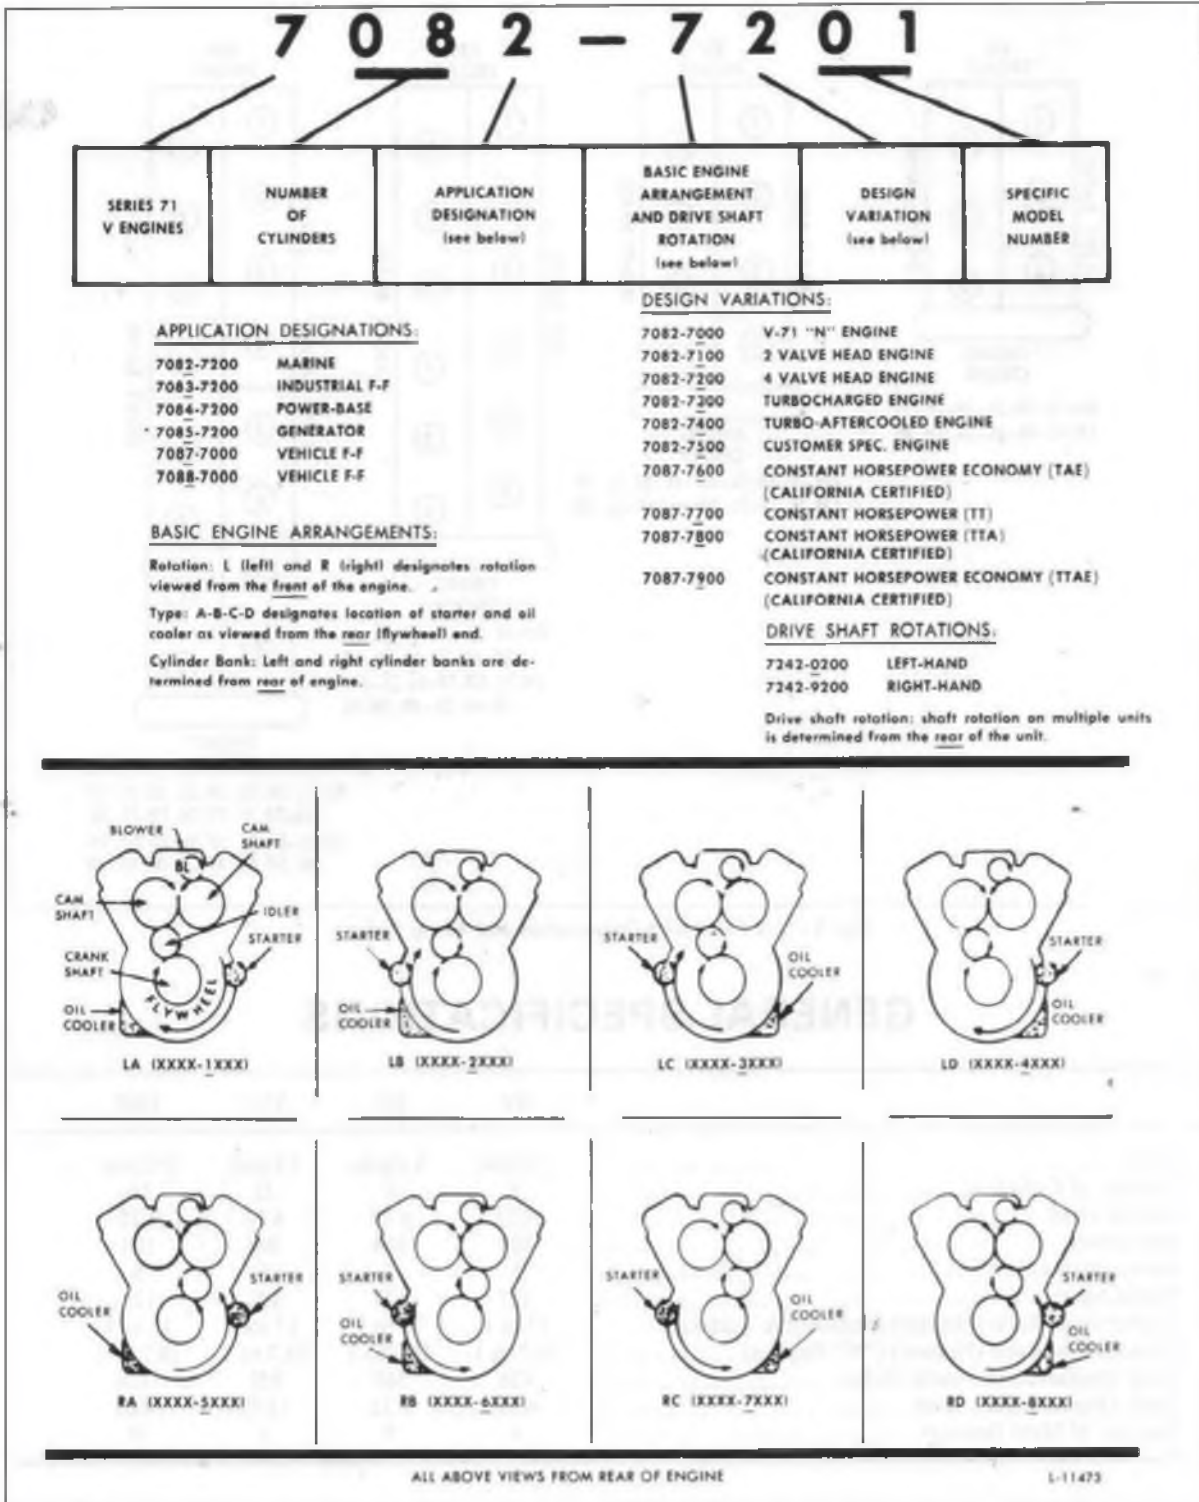 7 0 8 2 – 7 2 0 1
SERIES 71
V ENGINES
NUMBER
OF
CYLINDERS
APPLICATION
DESIGNATION
(see below)
BASIC ENGINE
ARRANGEMENT
AND DRIVE SHAFT
ROTATION
(see below)
DESIGN
VARIATION
(see below)
SPECIFIC
MODEL
NUMBER
APPLICATION DESIGNATIONS:
7082-7200 MARINE
7083-7200 INDUSTRIAL F-F
7084-7200 POWER-BASE
7085-7200 GENERATOR
7087-7000 VEHICLE F-F
7088-7000 VEHICLE F-F
BASIC ENGINE ARRANGEMENTS:
Rotation: L (left) and R (right) designates rotation
viewed from the front of the engine.
Type: A-B-C-D designates location of starter and oil
cooler as viewed from the rear (flywheel) end.
Cylinder Bank: Left and right cylinder banks are de-
termined from rear of engine.
DESIGN VARIATIONS:
7082-7000 V-71 "N" ENGINE
7082-7100 2 VALVE HEAD ENGINE
7082-7200 4 VALVE HEAD ENGINE
7082-7300 TURBOCHARGED ENGINE
7082-7400 TURBO-AFTERCOOLED ENGINE
7082-7500 CUSTOMER SPEC. ENGINE
7087-7600 CONSTANT HORSEPOWER ECONOMY (TAE)
(CALIFORNIA CERTIFIED)
7087-7700 CONSTANT HORSEPOWER (TT)
7087-7800 CONSTANT HORSEPOWER (TTA)
(CALIFORNIA CERTIFIED)
7087-7900 CONSTANT HORSEPOWER ECONOMY (TTAE)
(CALIFORNIA CERTIFIED)
DRIVE SHAFT ROTATIONS:
7242-0200 LEFT-HAND
7242-9200 RIGHT-HAND
Drive shaft rotation: shaft rotation on multiple units
is determined from the rear of the unit.
BLOWER
CAM
SHAFT
BL
CAM
SHAFT
IDLER
STARTER
CRANK
SHAFT
FLYWHEEL
OIL
COOLER
LA (XXXX-1XXX)
STARTER
OIL
COOLER
LB (XXXX-2XXX)
STARTER
OIL
COOLER
LC (XXXX-3XXX)
STARTER
OIL
COOLER
LD (XXXX-4XXX)
STARTER
OIL
COOLER
RA (XXXX-5XXX)
STARTER
OIL
COOLER
RB (XXXX-6XXX)
STARTER
OIL
COOLER
RC (XXXX-7XXX)
STARTER
OIL
COOLER
RD (XXXX-8XXX)
ALL ABOVE VIEWS FROM REAR OF ENGINE
L-11473